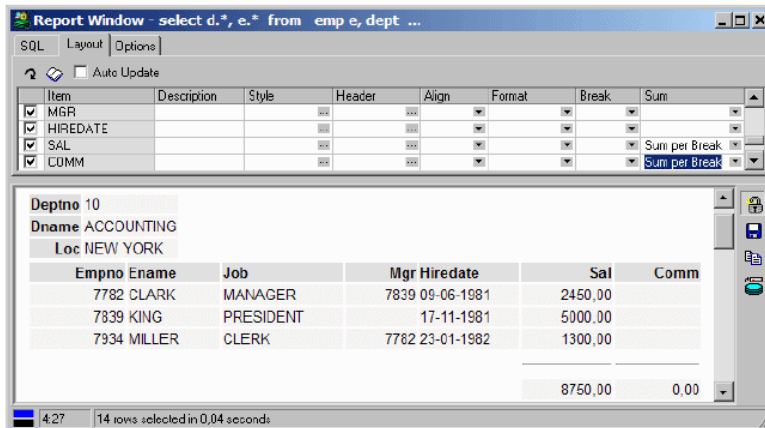 Report Window - select d.*, e.* from emp e, dept ...
SQL Layout Options
Auto Update
Item Description Style Header Align Format Break Sum
MGR
HIREDATE
SAL Sum per Break
COMM Sum per Break
Deptno 10
Dname ACCOUNTING
Loc NEW YORK
Empno Ename Job Mgr Hiredate Sal Comm
7782 CLARK MANAGER 7839 09-06-1981 2450,00
7839 KING PRESIDENT 17-11-1981 5000,00
7934 MILLER CLERK 7782 23-01-1982 1300,00
8750,00 0,00
4:27 14 rows selected in 0,04 seconds